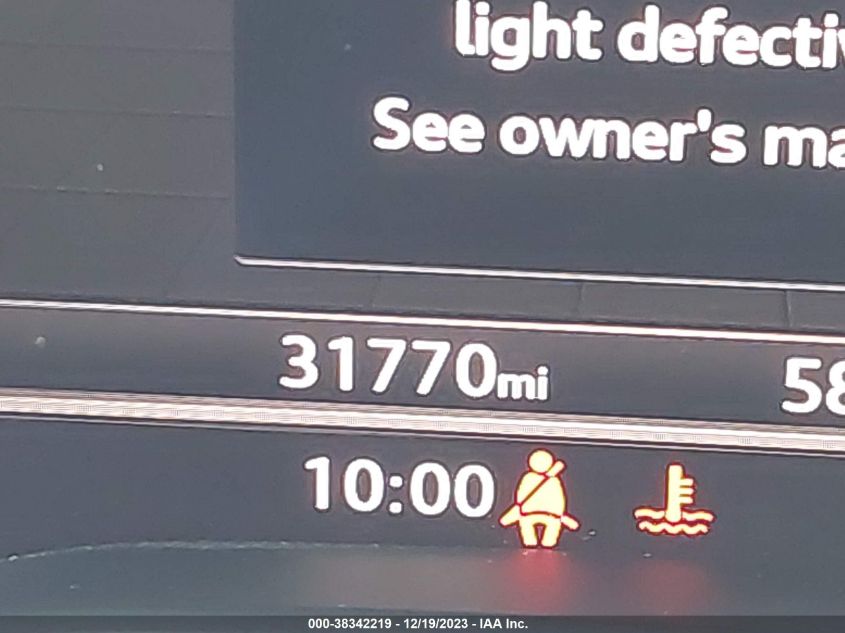 light defectiv
See owner's ma
31770mi
58
10:00
000-38342219 - 12/19/2023 - IAA Inc.